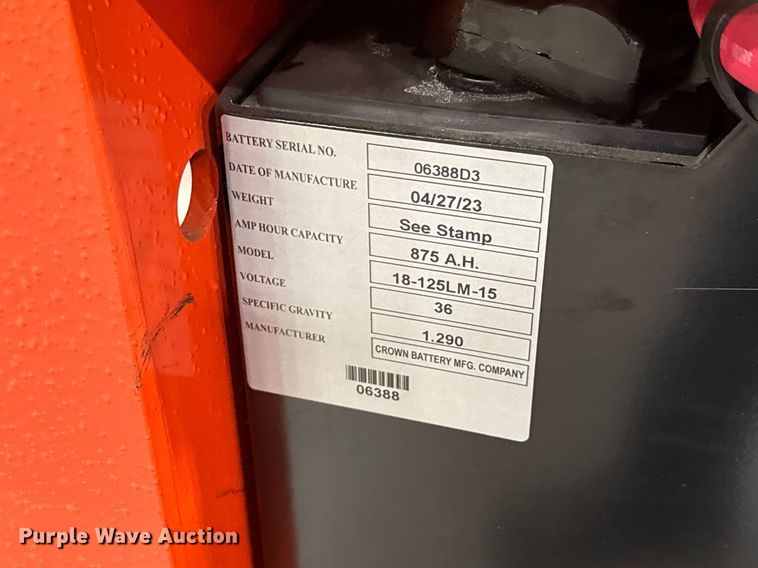 BATTERY SERIAL NO. 06388D3
DATE OF MANUFACTURE 04/27/23
WEIGHT See Stamp
AMP HOUR CAPACITY 875 A.H.
MODEL 18-125LM-15
VOLTAGE 36
SPECIFIC GRAVITY 1.290
MANUFACTURER CROWN BATTERY MFG. COMPANY
06388
Purple Wave Auction®